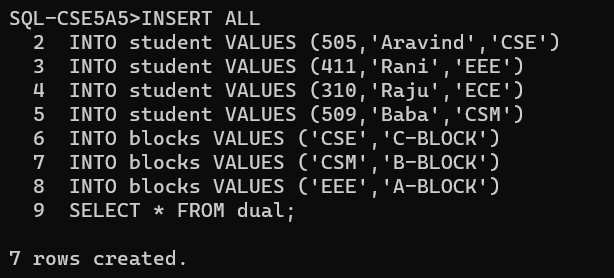 SQL-CSE5A5>INSERT ALL
2 INTO student VALUES (505,'Aravind','CSE')
3 INTO student VALUES (411,'Rani','EEE')
4 INTO student VALUES (310,'Raju','ECE')
5 INTO student VALUES (509,'Baba','CSM')
6 INTO blocks VALUES ('CSE','C-BLOCK')
7 INTO blocks VALUES ('CSM','B-BLOCK')
8 INTO blocks VALUES ('EEE','A-BLOCK')
9 SELECT * FROM dual;
7 rows created.